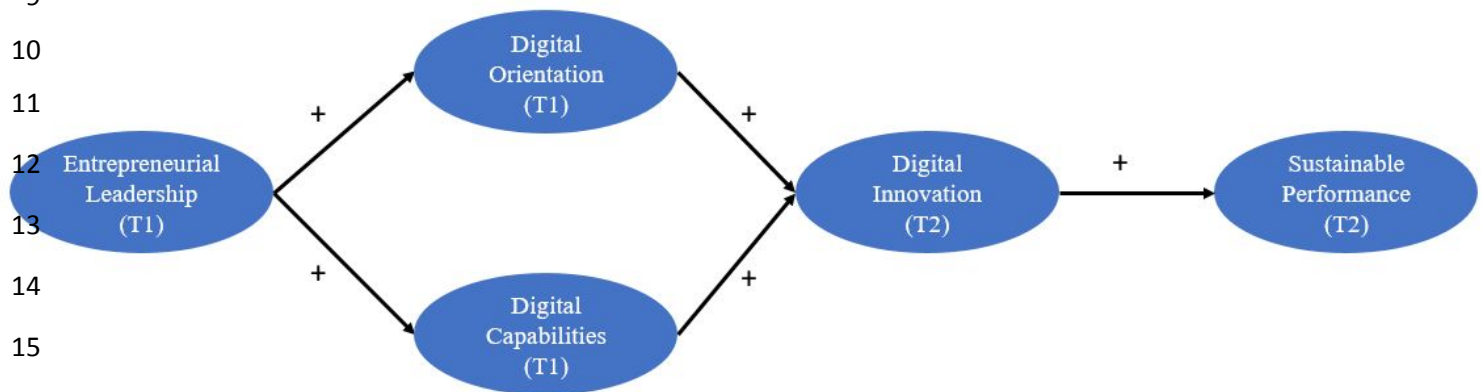 10
11
12
13
14
15
Entrepreneurial
Leadership
(T1)
+
+
Digital
Orientation
(T1)
Digital
Capabilities
(T1)
+
+
Digital
Innovation
(T2)
+
Sustainable
Performance
(T2)